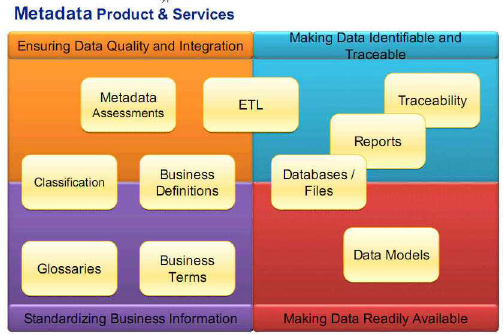 Metadata Product & Services
Ensuring Data Quality and Integration
Making Data Identifiable and
Traceable
Metadata
Assessments
ETL
Traceability
Reports
Classification
Business
Definitions
Databases /
Files
Glossaries
Business
Terms
Data Models
Standardizing Business Information
Making Data Readily Available